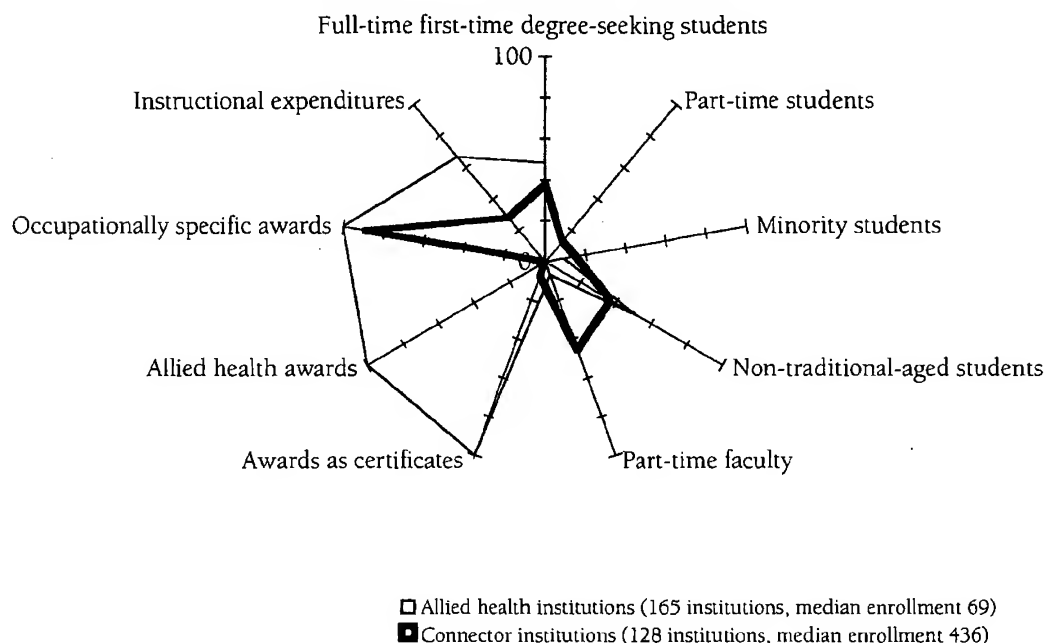 Full-time first-time degree-seeking students
100
Instructional expenditures
Part-time students
Occupationally specific awards
Minority students
0
Allied health awards
Non-traditional-aged students
Awards as certificates
Part-time faculty
Allied health institutions (165 institutions, median enrollment 69)
Connector institutions (128 institutions, median enrollment 436)